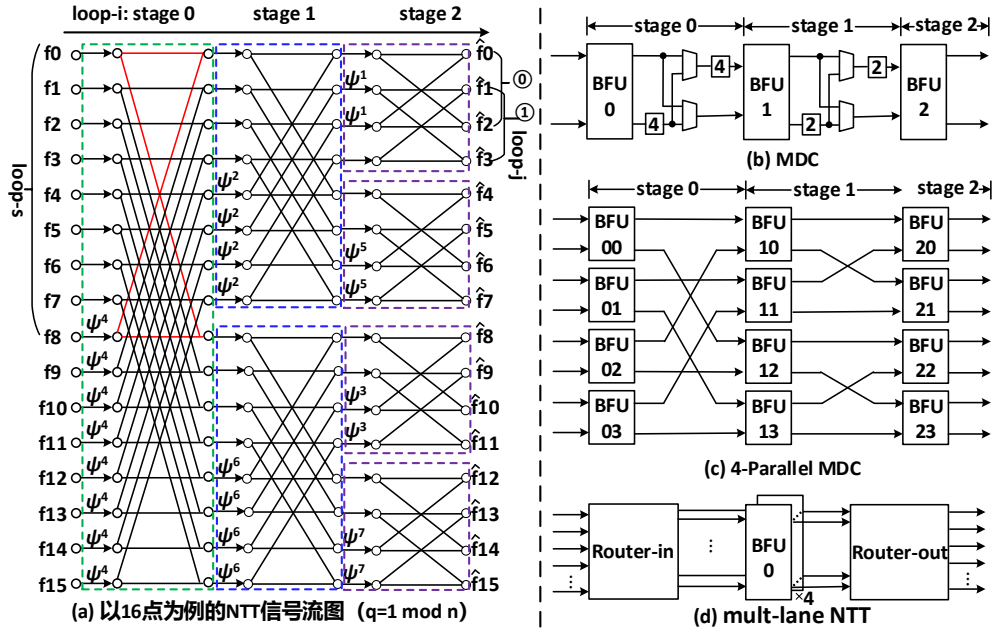 loop-i: stage 0
stage 1
stage 2
loop-s
f0
f1
f2
f3
f4
f5
f6
f7
f8
f9
f10
f11
f12
f13
f14
f15
ψ⁴
ψ⁴
ψ⁴
ψ⁴
ψ⁴
ψ⁴
ψ⁴
ψ⁴
ψ²
ψ²
ψ²
ψ²
ψ⁶
ψ⁶
ψ⁶
ψ⁶
ψ¹
ψ¹
ψ⁵
ψ⁵
ψ³
ψ³
ψ⁷
ψ⁷
f̂0
f̂1
f̂2
f̂3
f̂4
f̂5
f̂6
f̂7
f̂8
f̂9
f̂10
f̂11
f̂12
f̂13
f̂14
f̂15
⓪
①
loop-j
(a) 以16点为例的NTT信号流图（q=1 mod n）
stage 0
stage 1
stage 2
BFU
0
4
4
BFU
1
2
2
BFU
2
(b) MDC
stage 0
stage 1
stage 2
BFU
00
BFU
10
BFU
20
BFU
01
BFU
11
BFU
21
BFU
02
BFU
12
BFU
22
BFU
03
BFU
13
BFU
23
(c) 4-Parallel MDC
Router-in
BFU
0
×4
Router-out
(d) mult-lane NTT